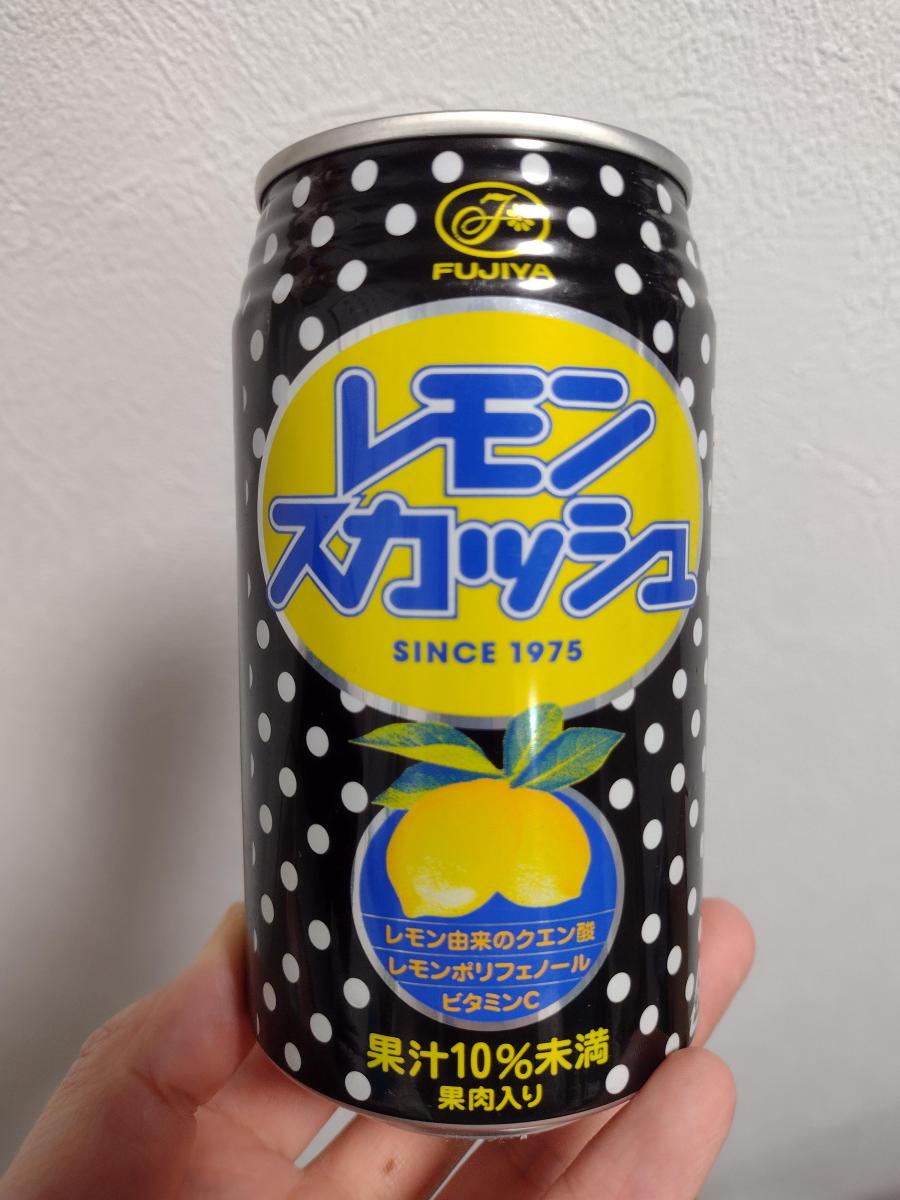 FUJIYA
レモン
スカッシュ
SINCE 1975
レモン由来のクエン酸
レモンポリフェノール
ビタミンC
果汁10%未満
果肉入り